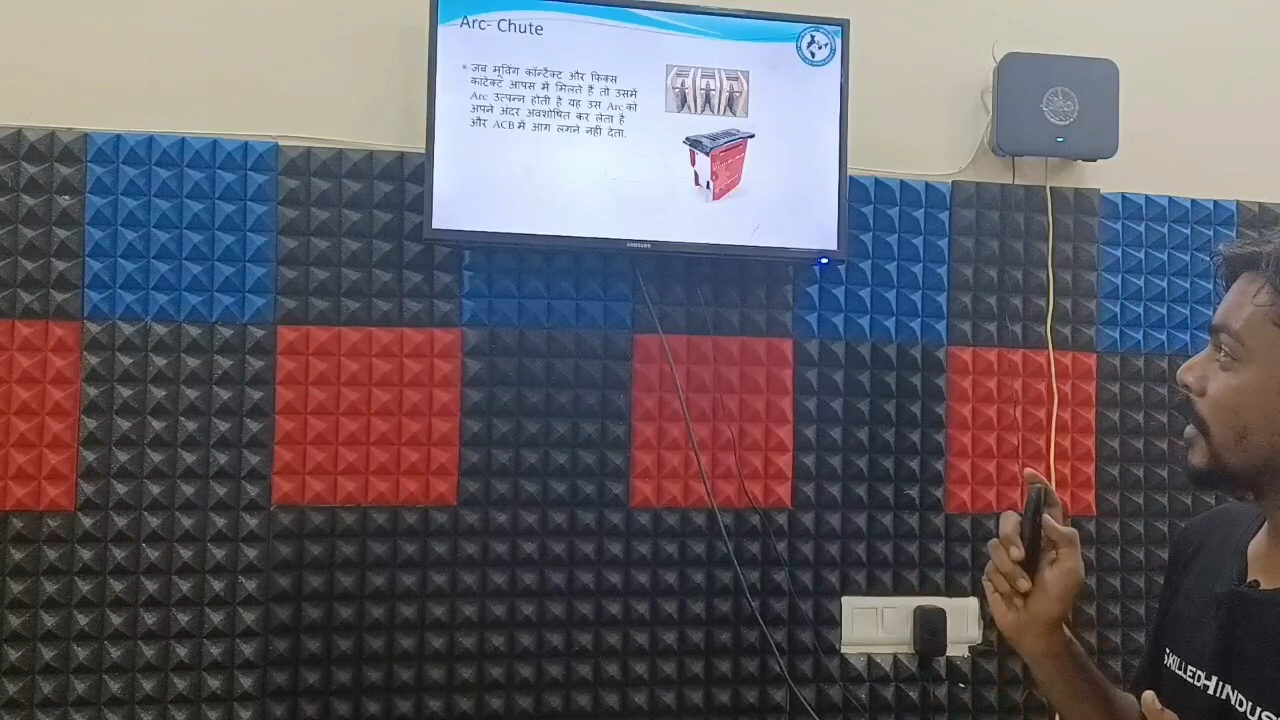 Arc- Chute
जब मूविंग कॉन्टैक्ट और फिक्स
कांटेक्ट आपस में मिलते हैं तो उसमें
Arc उत्पन्न होती है यह उस Arc को
अपने अंदर अवशोषित कर लेता है
और ACB में आग लगने नहीं देता.
SAMSUNG
SKILLEDHINDUS